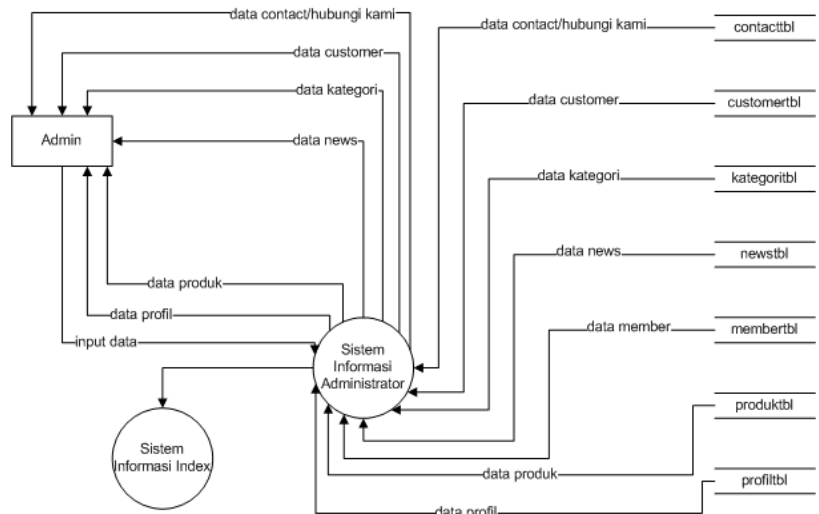 data contact/hubungi kami
data contact/hubungi kami
contacttbl
data customer
data kategori
data customer
customertbl
Admin
data news
data kategori
kategoritbl
data news
newstbl
data produk
data profil
input data
data member
membertbl
Sistem
Informasi
Administrator
produktbl
Sistem
Informasi Index
data produk
profiltbl
data profil